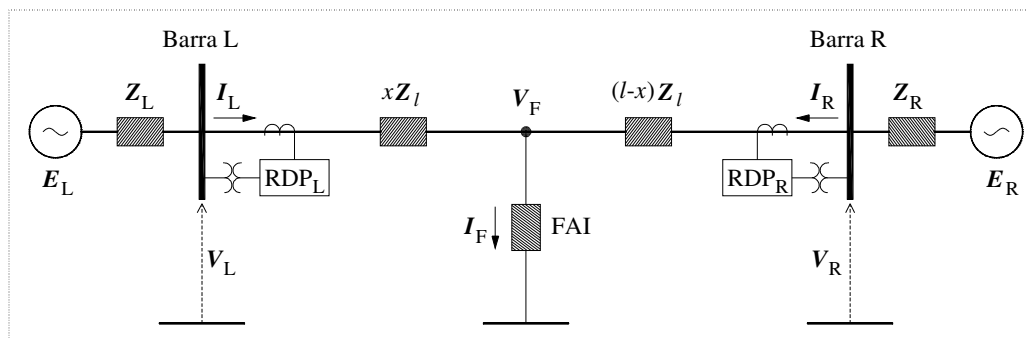 Barra L
Barra R
Z_L
I_L
xZ_l
V_F
(l-x)Z_l
I_R
Z_R
E_L
RDP_L
RDP_R
E_R
I_F
FAI
V_L
V_R